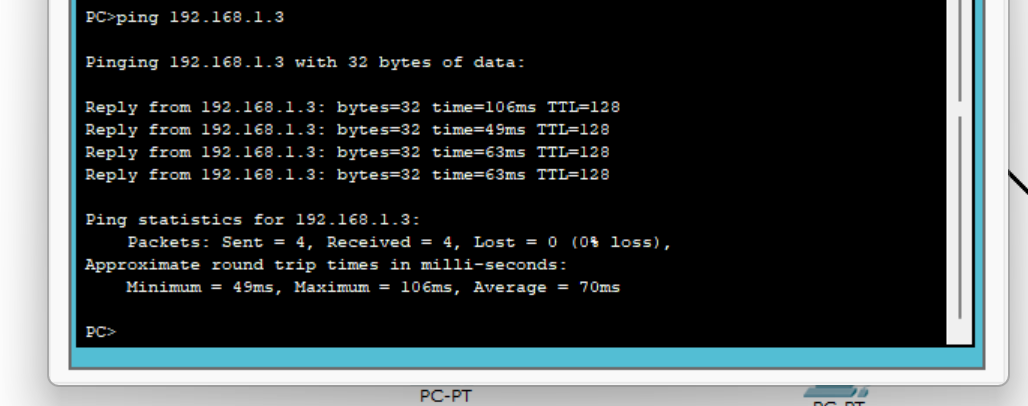 PC>ping 192.168.1.3
Pinging 192.168.1.3 with 32 bytes of data:
Reply from 192.168.1.3: bytes=32 time=106ms TTL=128
Reply from 192.168.1.3: bytes=32 time=49ms TTL=128
Reply from 192.168.1.3: bytes=32 time=63ms TTL=128
Reply from 192.168.1.3: bytes=32 time=63ms TTL=128
Ping statistics for 192.168.1.3:
Packets: Sent = 4, Received = 4, Lost = 0 (0% loss),
Approximate round trip times in milli-seconds:
Minimum = 49ms, Maximum = 106ms, Average = 70ms
PC>
PC-PT
PC-PT